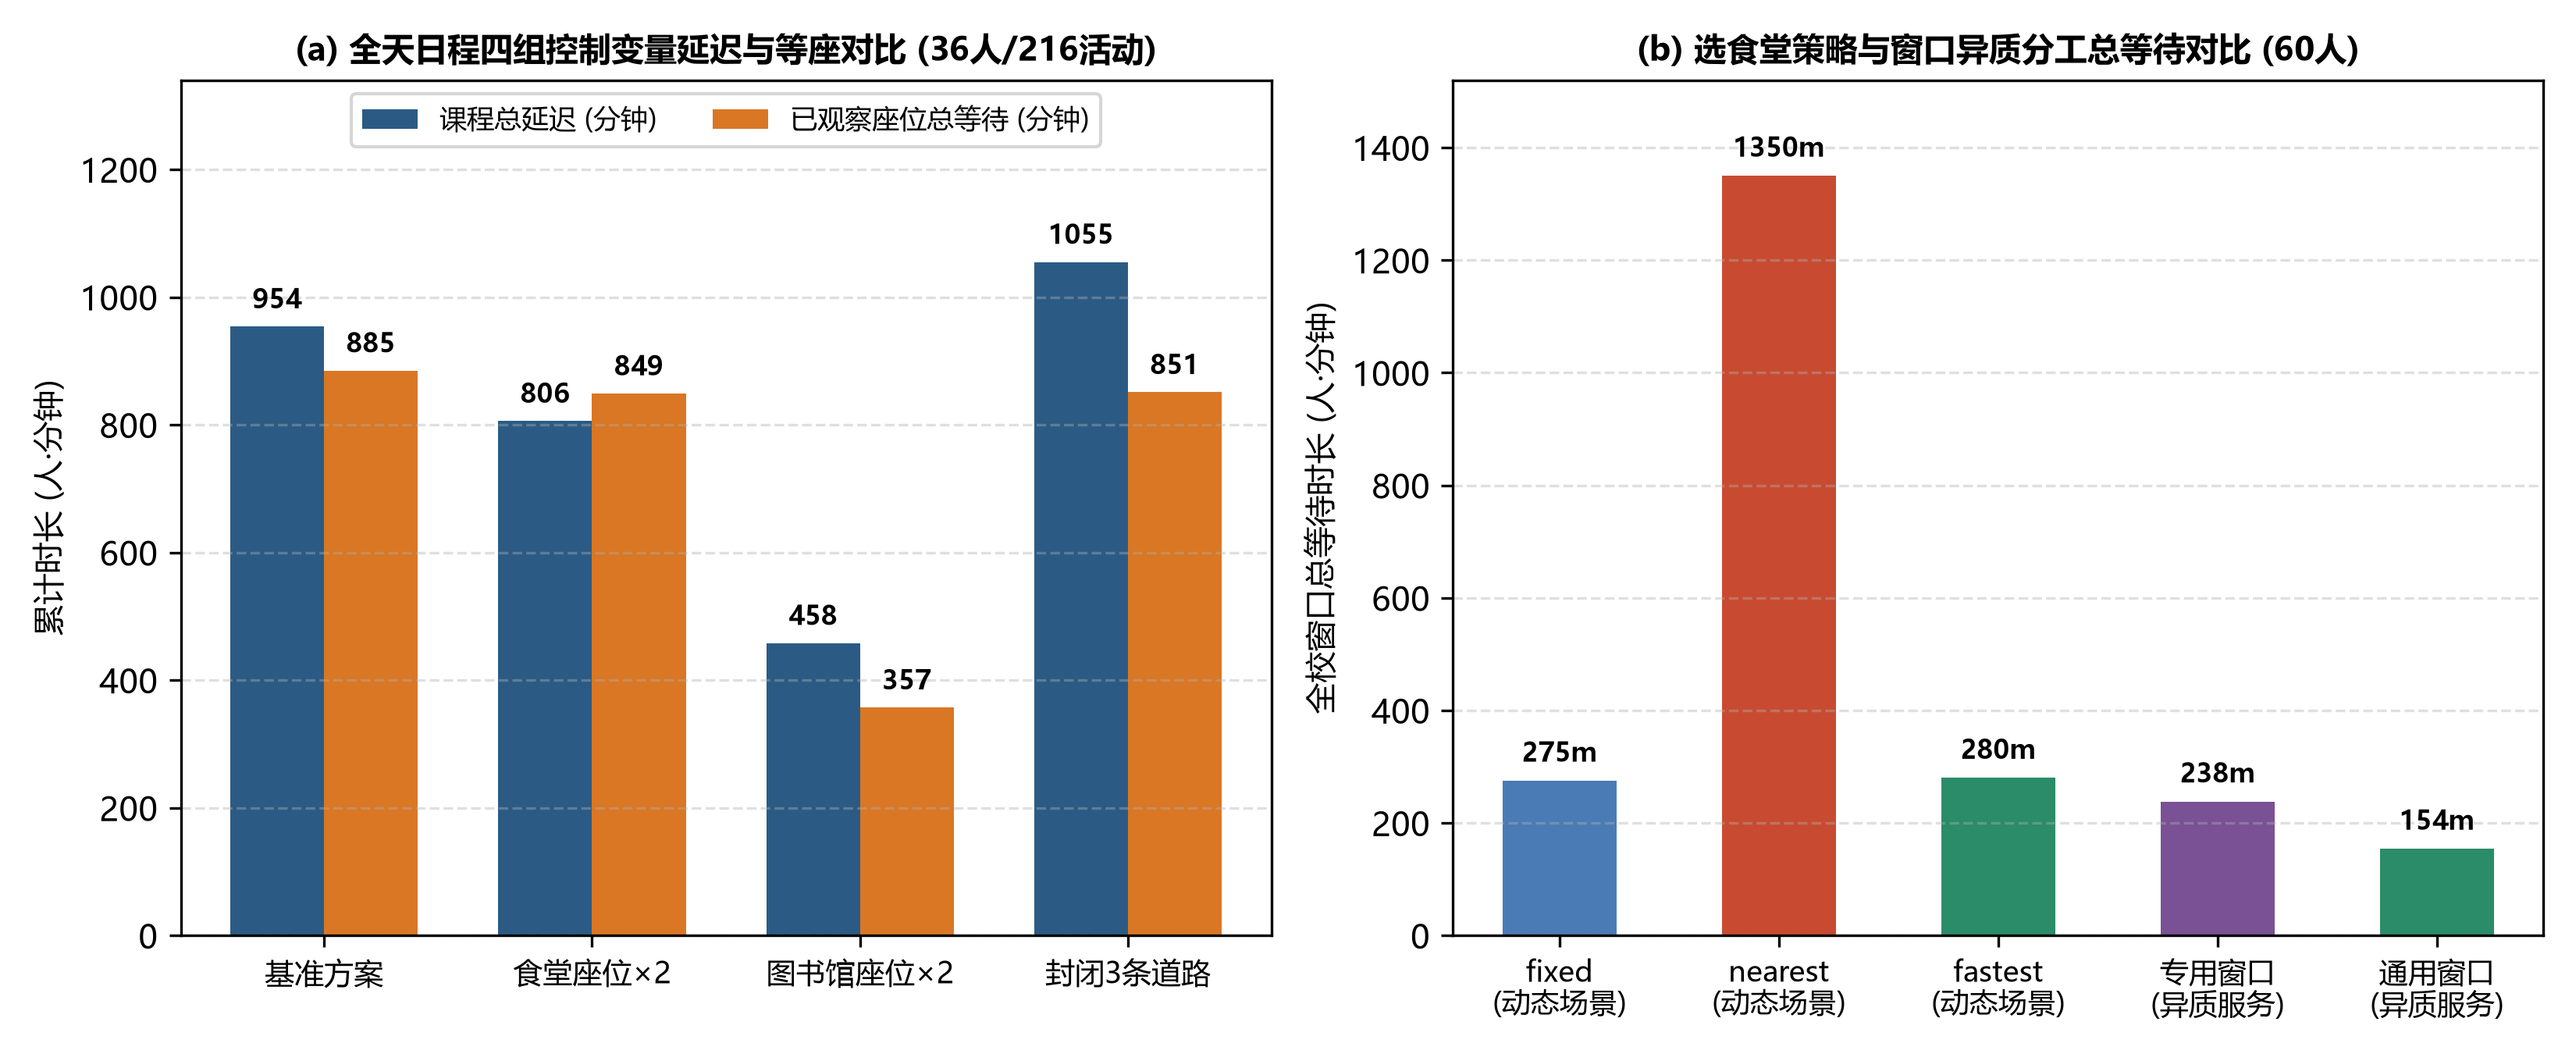 (a) 全天日程四组控制变量延迟与等座对比 (36人/216活动)
课程总延迟 (分钟)
已观察座位总等待 (分钟)
累计时长 (人·分钟)
1200
1000
800
600
400
200
0
954
885
806
849
458
357
1055
851
基准方案
食堂座位×2
图书馆座位×2
封闭3条道路
(b) 选食堂策略与窗口异质分工总等待对比 (60人)
全校窗口总等待时长 (人·分钟)
1400
1200
1000
800
600
400
200
0
275m
1350m
280m
238m
154m
fixed
(动态场景)
nearest
(动态场景)
fastest
(动态场景)
专用窗口
(异质服务)
通用窗口
(异质服务)